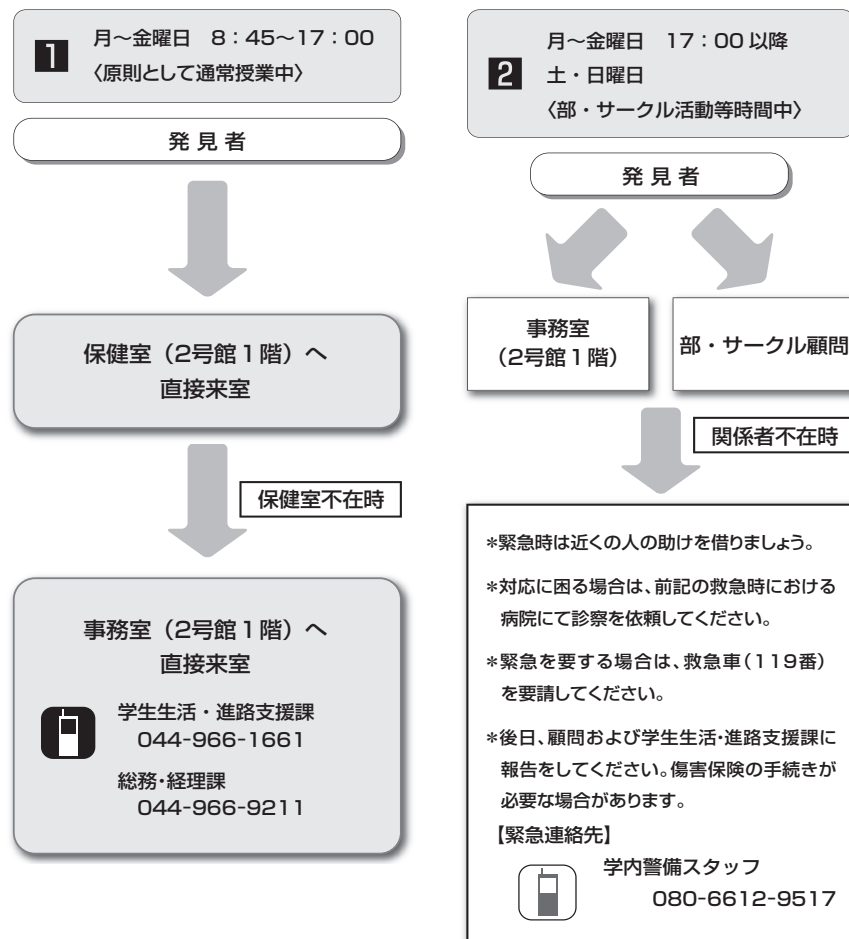 1
月〜金曜日　8：45〜17：00
〈原則として通常授業中〉
発 見 者
保健室（2号館１階）へ
直接来室
保健室不在時
事務室（2号館１階）へ
直接来室
学生生活・進路支援課
044-966-1661
総務・経理課
044-966-9211
2
月〜金曜日　17：00 以降
土・日曜日
〈部・サークル活動等時間中〉
発 見 者
事務室
（2号館１階）
部・サークル顧問
関係者不在時
＊緊急時は近くの人の助けを借りましょう。
＊対応に困る場合は、前記の救急時における
病院にて診察を依頼してください。
＊緊急を要する場合は、救急車（119番）
を要請してください。
＊後日、顧問および学生生活・進路支援課に
報告をしてください。傷害保険の手続きが
必要な場合があります。
【緊急連絡先】
学内警備スタッフ
080-6612-9517